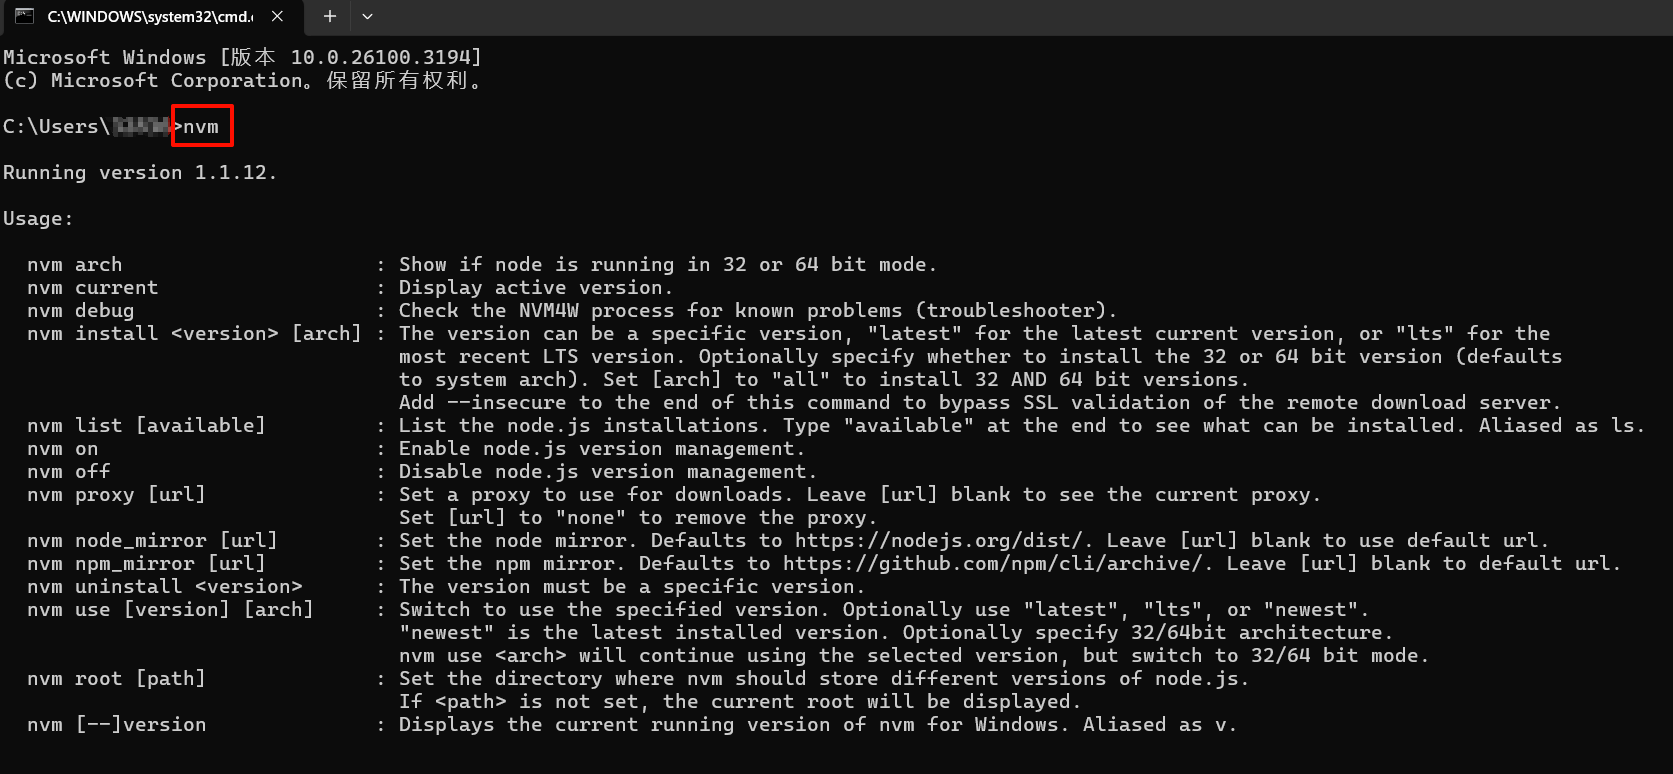 C:\WINDOWS\system32\cmd.
Microsoft Windows [版本 10.0.26100.3194]
(c) Microsoft Corporation。保留所有权利。
C:\Users\>nvm
Running version 1.1.12.
Usage:
nvm arch : Show if node is running in 32 or 64 bit mode.
nvm current : Display active version.
nvm debug : Check the NVM4W process for known problems (troubleshooter).
nvm install <version> [arch] : The version can be a specific version, "latest" for the latest current version, or "lts" for the
most recent LTS version. Optionally specify whether to install the 32 or 64 bit version (defaults
to system arch). Set [arch] to "all" to install 32 AND 64 bit versions.
Add --insecure to the end of this command to bypass SSL validation of the remote download server.
nvm list [available] : List the node.js installations. Type "available" at the end to see what can be installed. Aliased as ls.
nvm on : Enable node.js version management.
nvm off : Disable node.js version management.
nvm proxy [url] : Set a proxy to use for downloads. Leave [url] blank to see the current proxy.
Set [url] to "none" to remove the proxy.
nvm node_mirror [url] : Set the node mirror. Defaults to https://nodejs.org/dist/. Leave [url] blank to use default url.
nvm npm_mirror [url] : Set the npm mirror. Defaults to https://github.com/npm/cli/archive/. Leave [url] blank to default url.
nvm uninstall <version> : The version must be a specific version.
nvm use [version] [arch] : Switch to use the specified version. Optionally use "latest", "lts", or "newest".
"newest" is the latest installed version. Optionally specify 32/64bit architecture.
nvm use <arch> will continue using the selected version, but switch to 32/64 bit mode.
nvm root [path] : Set the directory where nvm should store different versions of node.js.
If <path> is not set, the current root will be displayed.
nvm [--]version : Displays the current running version of nvm for Windows. Aliased as v.